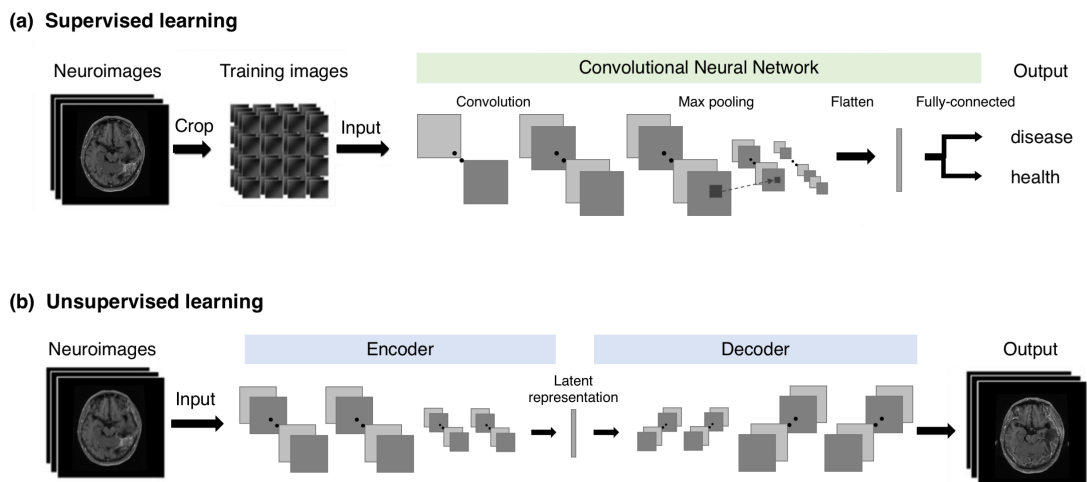 (a) Supervised learning
Neuroimages
Training images
Convolutional Neural Network
Output
Convolution
Max pooling
Flatten
Fully-connected
Crop
Input
disease
health
(b) Unsupervised learning
Neuroimages
Encoder
Decoder
Output
Input
Latent
representation